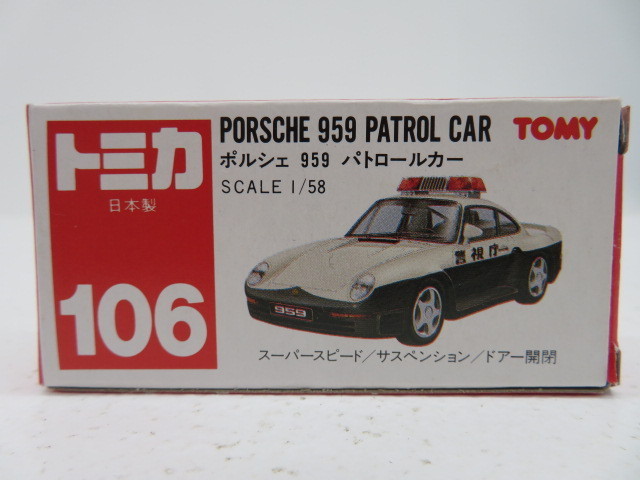 トミカ
日本製
106
PORSCHE 959 PATROL CAR
TOMY
ポルシェ 959 パトロールカー
SCALE 1/58
警視庁
959
スーパースピード/サスペンション/ドアー開閉